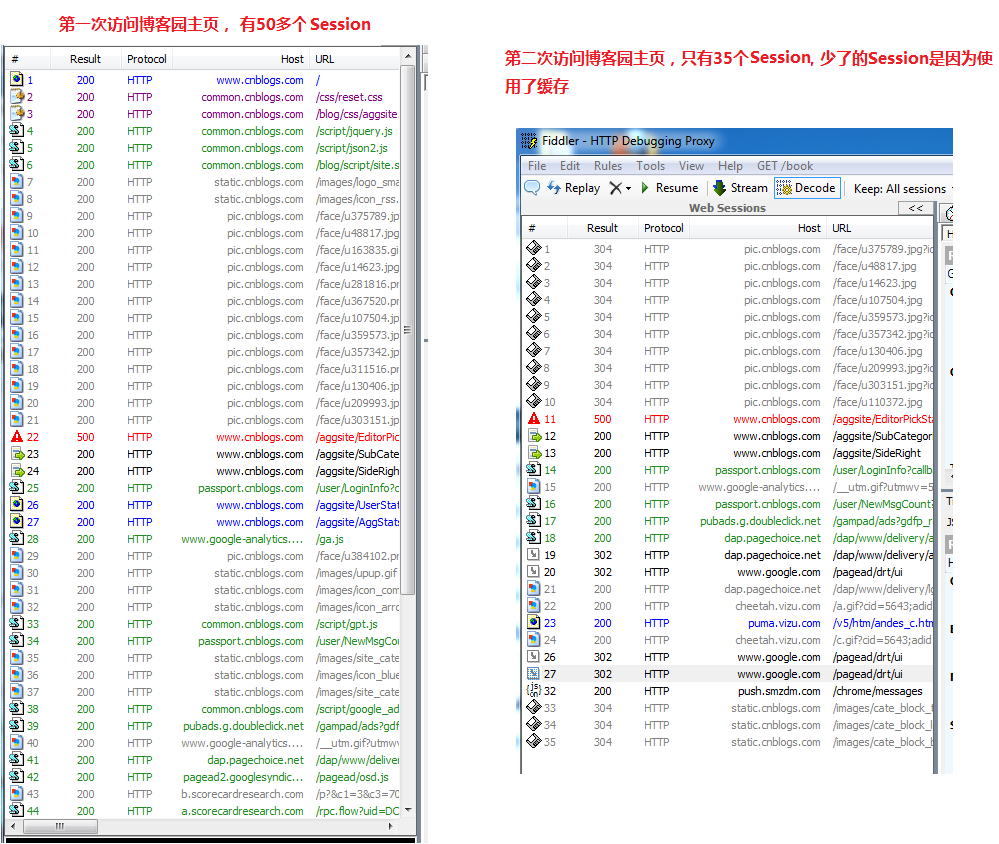 第一次访问博客园主页，有50多个 Session
# Result Protocol Host URL
1 200 HTTP www.cnblogs.com /
2 200 HTTP common.cnblogs.com /css/reset.css
3 200 HTTP common.cnblogs.com /blog/css/aggsite
4 200 HTTP common.cnblogs.com /script/jquery.js
5 200 HTTP common.cnblogs.com /script/json2.js
6 200 HTTP common.cnblogs.com /blog/script/site.s
7 200 HTTP static.cnblogs.com /images/logo_sma
8 200 HTTP static.cnblogs.com /images/icon_rss.
9 200 HTTP pic.cnblogs.com /face/u375789.jp
10 200 HTTP pic.cnblogs.com /face/u48817.jpg
11 200 HTTP pic.cnblogs.com /face/u163835.gi
12 200 HTTP pic.cnblogs.com /face/u14623.jpg
13 200 HTTP pic.cnblogs.com /face/u281816.pr
14 200 HTTP pic.cnblogs.com /face/u367520.pr
15 200 HTTP pic.cnblogs.com /face/u107504.jp
16 200 HTTP pic.cnblogs.com /face/u359573.jp
17 200 HTTP pic.cnblogs.com /face/u357342.jp
18 200 HTTP pic.cnblogs.com /face/u311516.pr
19 200 HTTP pic.cnblogs.com /face/u130406.jp
20 200 HTTP pic.cnblogs.com /face/u209993.jp
21 200 HTTP pic.cnblogs.com /face/u303151.jp
22 500 HTTP www.cnblogs.com /aggsite/EditorPic
23 200 HTTP www.cnblogs.com /aggsite/SubCate
24 200 HTTP www.cnblogs.com /aggsite/SideRigh
25 200 HTTP passport.cnblogs.com /user/LoginInfo?c
26 200 HTTP www.cnblogs.com /aggsite/UserStat
27 200 HTTP www.cnblogs.com /aggsite/AggStats
28 200 HTTP www.google-analytics.... /ga.js
29 200 HTTP pic.cnblogs.com /face/u384102.pr
30 200 HTTP static.cnblogs.com /images/upup.gif
31 200 HTTP static.cnblogs.com /images/icon_com
32 200 HTTP static.cnblogs.com /images/icon_arro
33 200 HTTP common.cnblogs.com /script/gpt.js
34 200 HTTP passport.cnblogs.com /user/NewMsgCou
35 200 HTTP static.cnblogs.com /images/site_cate
36 200 HTTP static.cnblogs.com /images/icon_blue
37 200 HTTP static.cnblogs.com /images/site_cate
38 200 HTTP common.cnblogs.com /script/google_ad
39 200 HTTP pubads.g.doubleclick.net /gampad/ads?gdf
40 200 HTTP www.google-analytics.... /__utm.gif?utmwv
41 200 HTTP dap.pagechoice.net /dap/www/deliver
42 200 HTTP pagead2.googlesyndic... /pagead/osd.js
43 200 HTTP b.scorecardresearch.com /p?&c1=3&c3=70
44 200 HTTP a.scorecardresearch.com /rpc.flow?uid=DC
第二次访问博客园主页，只有35个Session, 少了的Session是因为使
用了缓存
Fiddler - HTTP Debugging Proxy
File Edit Rules Tools View Help GET /book
Replay Resume Stream Decode Keep: All sessions
Web Sessions <<
# Result Protocol Host URL
1 304 HTTP pic.cnblogs.com /face/u375789.jpg?id
2 304 HTTP pic.cnblogs.com /face/u48817.jpg
3 304 HTTP pic.cnblogs.com /face/u14623.jpg
4 304 HTTP pic.cnblogs.com /face/u107504.jpg
5 304 HTTP pic.cnblogs.com /face/u359573.jpg?id
6 304 HTTP pic.cnblogs.com /face/u357342.jpg?id
7 304 HTTP pic.cnblogs.com /face/u130406.jpg
8 304 HTTP pic.cnblogs.com /face/u209993.jpg?id
9 304 HTTP pic.cnblogs.com /face/u303151.jpg?id
10 304 HTTP pic.cnblogs.com /face/u110372.jpg
11 500 HTTP www.cnblogs.com /aggsite/EditorPickSta
12 200 HTTP www.cnblogs.com /aggsite/SubCategor
13 200 HTTP www.cnblogs.com /aggsite/SideRight
14 200 HTTP passport.cnblogs.com /user/LoginInfo?callb
15 200 HTTP www.google-analytics.... /__utm.gif?utmwv=5
16 200 HTTP passport.cnblogs.com /user/NewMsgCount?
17 200 HTTP pubads.g.doubleclick.net /gampad/ads?gdfp_r
18 200 HTTP dap.pagechoice.net /dap/www/delivery/a
19 302 HTTP dap.pagechoice.net /dap/www/delivery/a
20 302 HTTP www.google.com /pagead/drt/ui
21 200 HTTP dap.pagechoice.net /dap/www/delivery/lg
22 200 HTTP cheetah.vizu.com /a.gif?cid=5643;adid
23 200 HTTP puma.vizu.com /v5/htm/andes_c.htm
24 200 HTTP cheetah.vizu.com /c.gif?cid=5643;adid
26 302 HTTP www.google.com /pagead/drt/ui
27 302 HTTP www.google.com /pagead/drt/ui
32 200 HTTP push.smzdm.com /chrome/messages
33 304 HTTP static.cnblogs.com /images/cate_block_
34 304 HTTP static.cnblogs.com /images/cate_block_l
35 304 HTTP static.cnblogs.com /images/cate_block_b